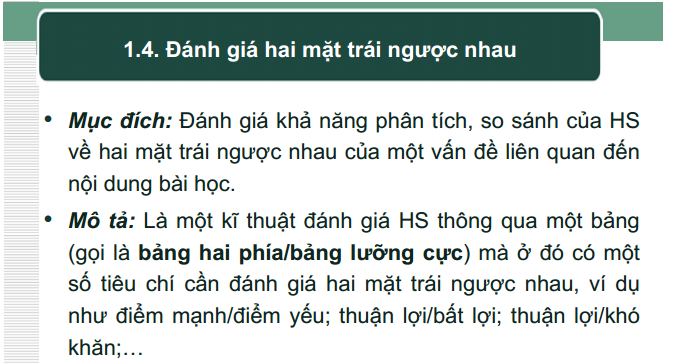 1.4. Đánh giá hai mặt trái ngược nhau
• Mục đích: Đánh giá khả năng phân tích, so sánh của HS
về hai mặt trái ngược nhau của một vấn đề liên quan đến
nội dung bài học.
• Mô tả: Là một kĩ thuật đánh giá HS thông qua một bảng
(gọi là bảng hai phía/bảng lưỡng cực) mà ở đó có một
số tiêu chí cần đánh giá hai mặt trái ngược nhau, ví dụ
như điểm mạnh/điểm yếu; thuận lợi/bất lợi; thuận lợi/khó
khăn;...